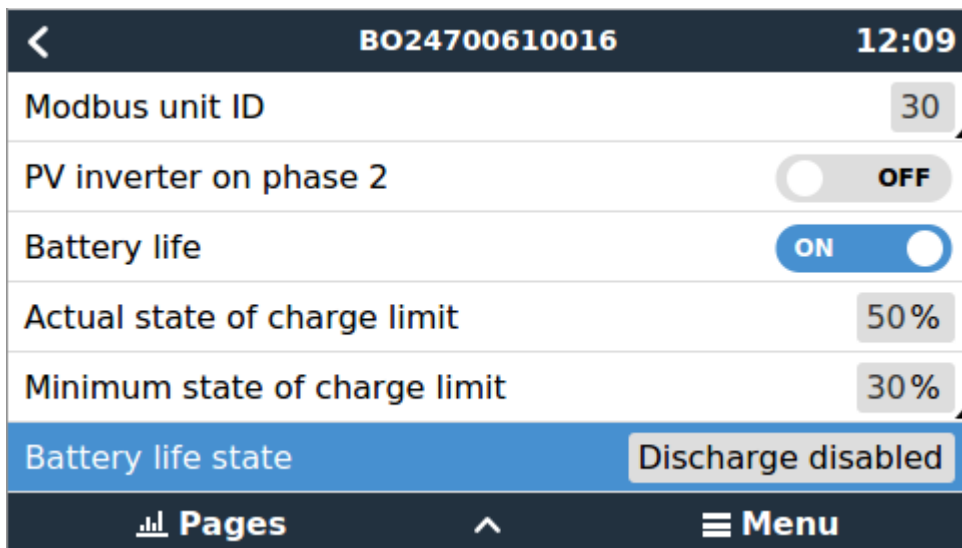 BO24700610016 12:09
Modbus unit ID 30
PV inverter on phase 2 OFF
Battery life ON
Actual state of charge limit 50%
Minimum state of charge limit 30%
Battery life state Discharge disabled
Pages Menu